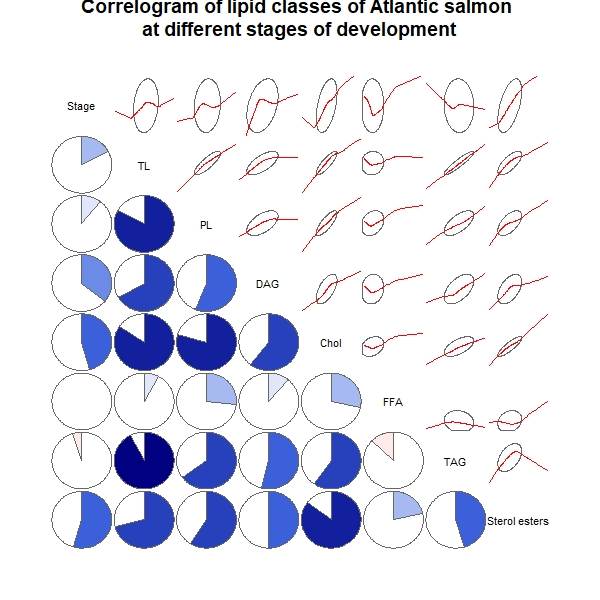 Correlogram of lipid classes of Atlantic salmon
at different stages of development
Stage
TL
PL
DAG
Chol
FFA
TAG
Sterol esters